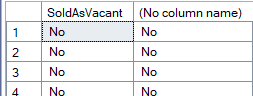 SoldAsVacant (No column name)
1 No No
2 No No
3 No No
4 No No